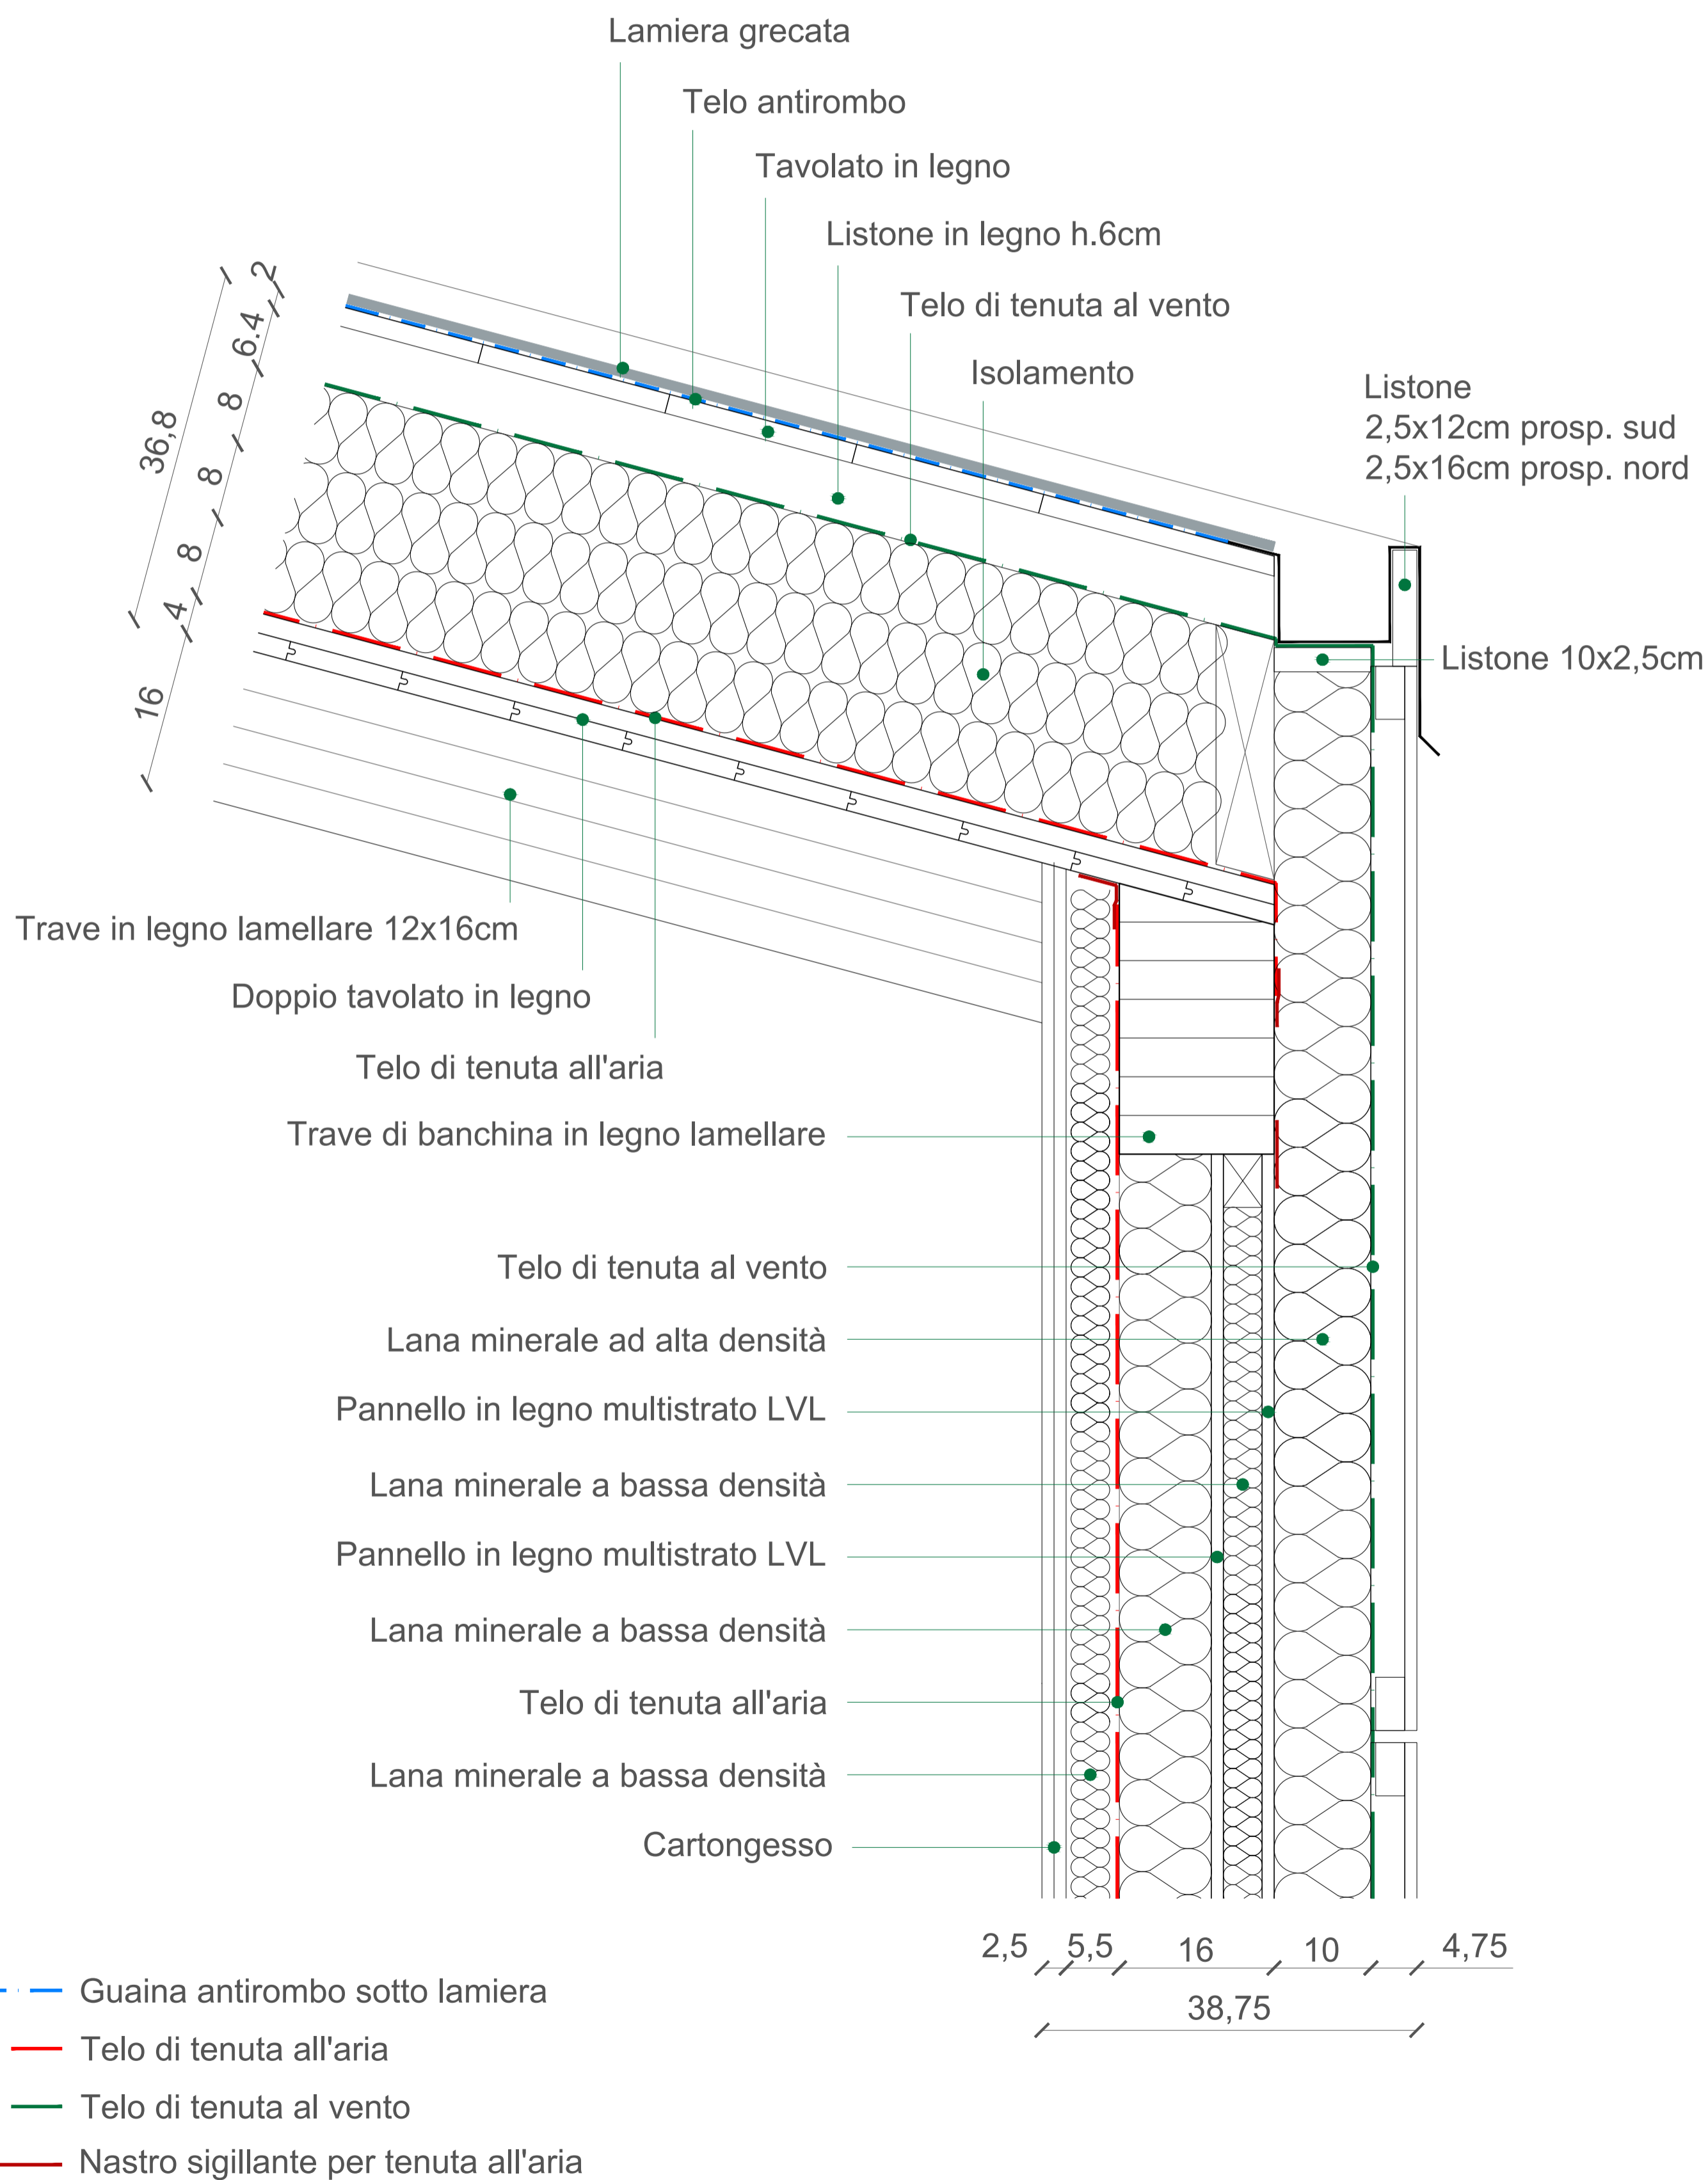 Lamiera grecata
Telo antirombo
Tavolato in legno
Listone in legno h.6cm
Telo di tenuta al vento
Isolamento
Listone
2,5x12cm prosp. sud
2,5x16cm prosp. nord
Listone 10x2,5cm
2
6.4
8
8
8
4
16
36,8
Trave in legno lamellare 12x16cm
Doppio tavolato in legno
Telo di tenuta all'aria
Trave di banchina in legno lamellare
Telo di tenuta al vento
Lana minerale ad alta densità
Pannello in legno multistrato LVL
Lana minerale a bassa densità
Pannello in legno multistrato LVL
Lana minerale a bassa densità
Telo di tenuta all'aria
Lana minerale a bassa densità
Cartongesso
2,5 5,5 16 10 4,75
38,75
Guaina antirombo sotto lamiera
Telo di tenuta all'aria
Telo di tenuta al vento
Nastro sigillante per tenuta all'aria